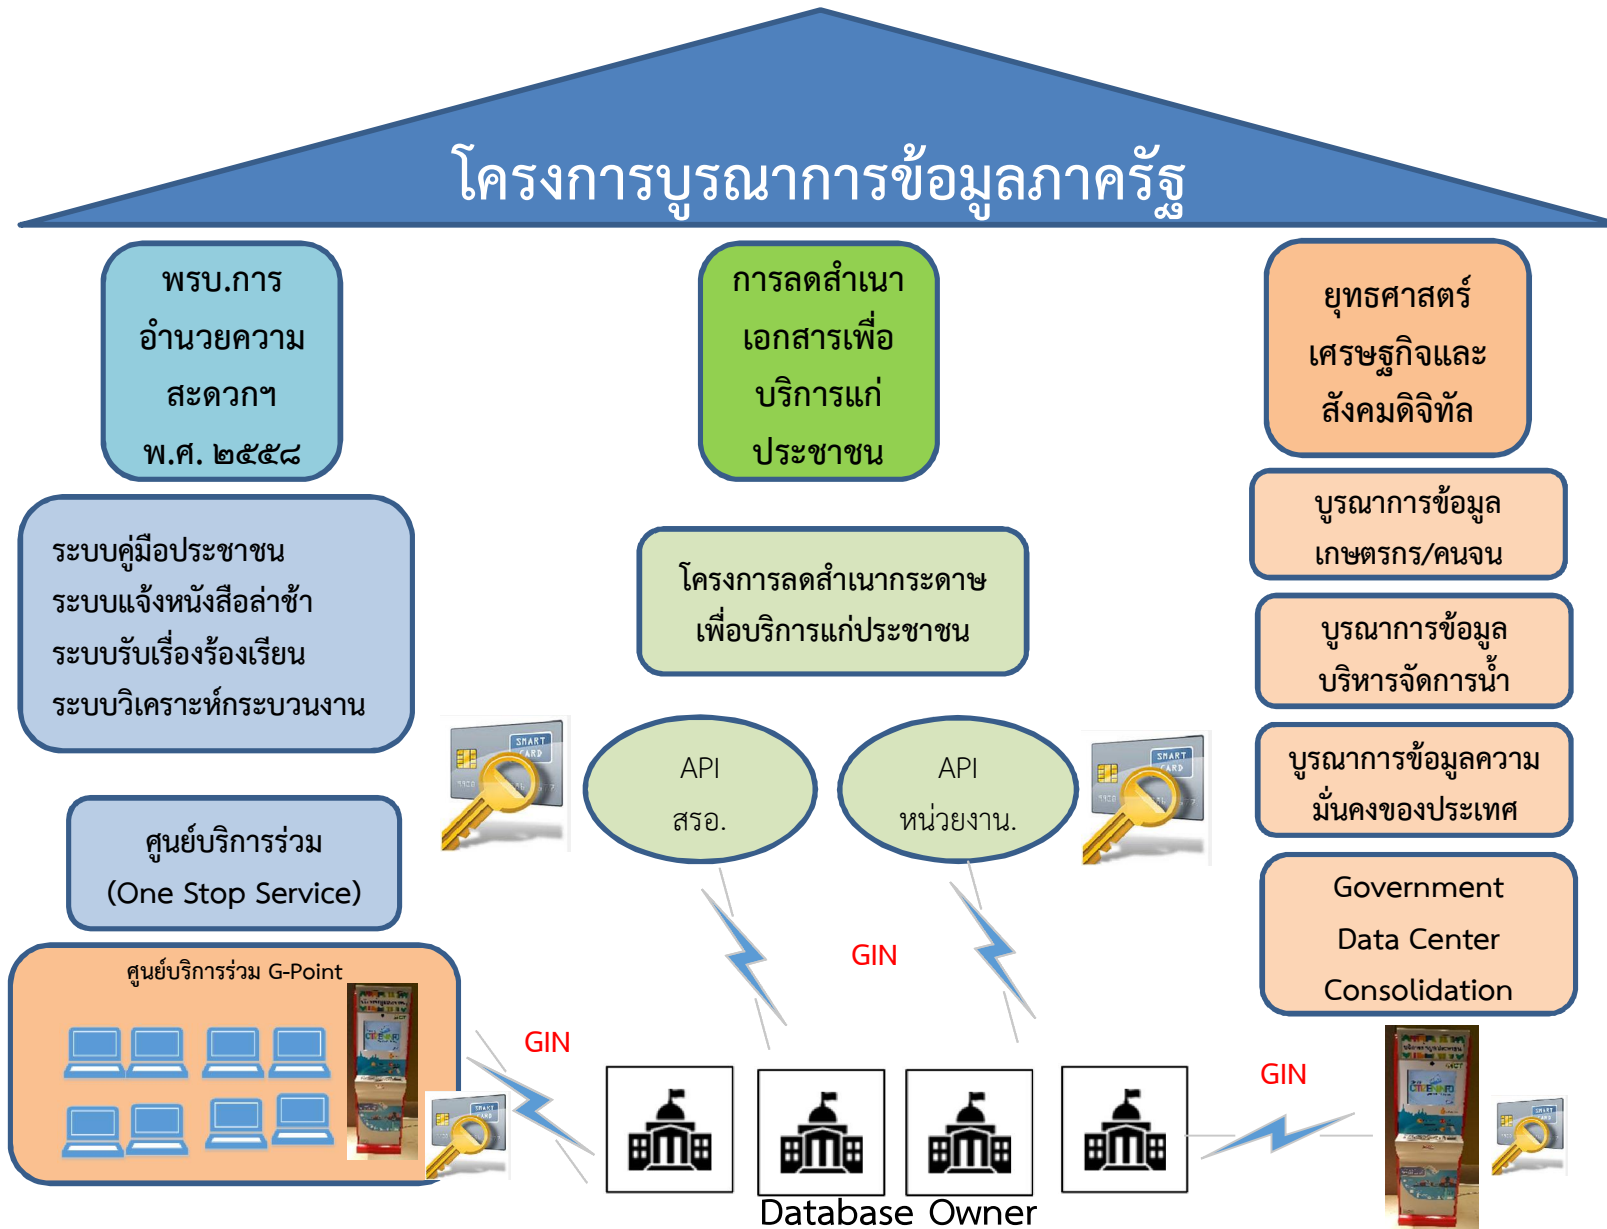 โครงการบูรณาการข้อมูลภาครัฐ
พรบ.การ
อำนวยความ
สะดวกฯ
พ.ศ. ๒๕๕๘
การลดสำเนา
เอกสารเพื่อ
บริการแก่
ประชาชน
ยุทธศาสตร์
เศรษฐกิจและ
สังคมดิจิทัล
ระบบคู่มือประชาชน
ระบบแจ้งหนังสือล่าช้า
ระบบรับเรื่องร้องเรียน
ระบบวิเคราะห์กระบวนงาน
โครงการลดสำเนากระดาษ
เพื่อบริการแก่ประชาชน
บูรณาการข้อมูล
เกษตรกร/คนจน
บูรณาการข้อมูล
บริหารจัดการน้ำ
บูรณาการข้อมูลความ
มั่นคงของประเทศ
SMART
CARD
API
สรอ.
API
หน่วยงาน.
SMART
CARD
ศูนย์บริการร่วม
(One Stop Service)
Government
Data Center
Consolidation
GIN
ศูนย์บริการร่วม G-Point
GIN
GIN
SMART
SMART
Database Owner